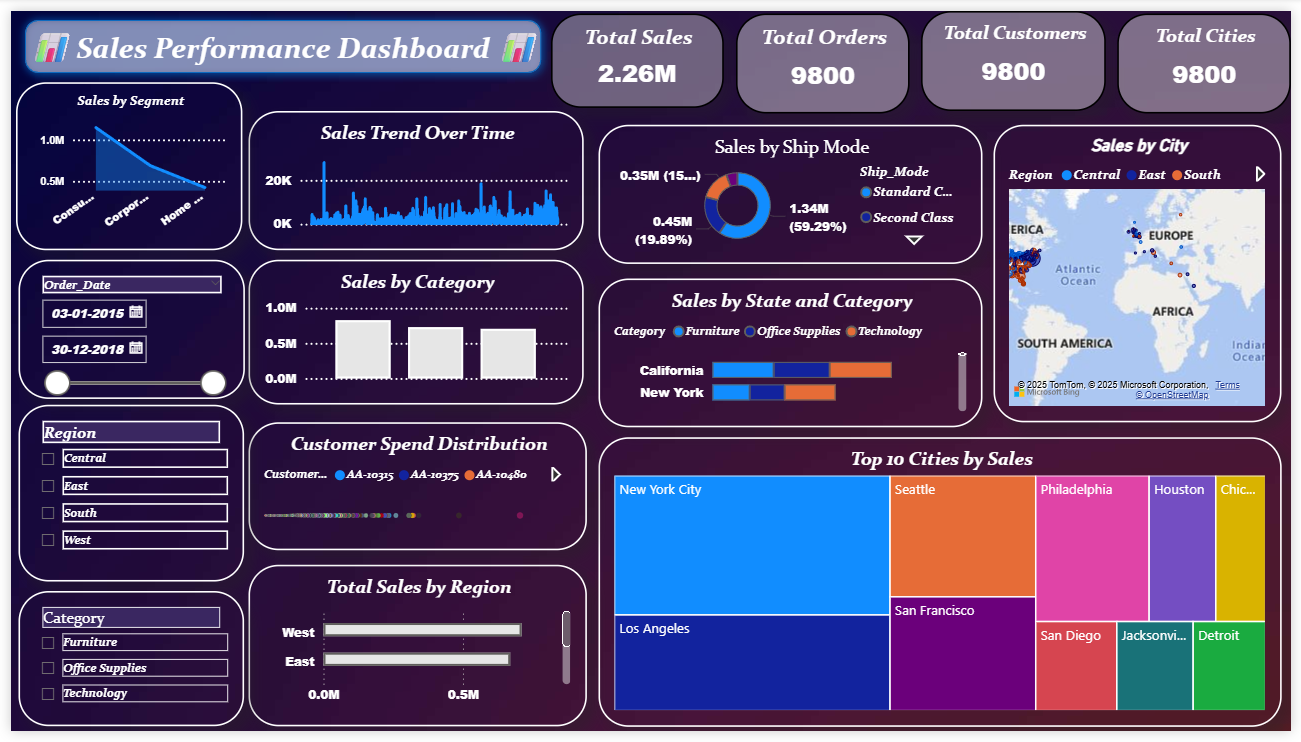 Sales Performance Dashboard
Total Sales
2.26M
Total Orders
9800
Total Customers
9800
Total Cities
9800
Sales by Segment
1.0M
0.5M
Consu...
Corpor...
Home ...
Sales Trend Over Time
20K
0K
Sales by Ship Mode
0.35M (15...)
0.45M
(19.89%)
1.34M
(59.29%)
Ship_Mode
Standard C...
Second Class
Sales by City
Region Central East South
ERICA
EUROPE
Atlantic
Ocean
AFRICA
SOUTH AMERICA
Indian
Ocean
© 2025 TomTom, © 2025 Microsoft Corporation, Terms
Microsoft Bing
© OpenStreetMap
Order_Date
03-01-2015
30-12-2018
Sales by Category
1.0M
0.5M
0.0M
Sales by State and Category
Category Furniture Office Supplies Technology
California
New York
Region
Central
East
South
West
Customer Spend Distribution
Customer... AA-10315 AA-10375 AA-10480
Top 10 Cities by Sales
New York City
Los Angeles
Seattle
San Francisco
Philadelphia
Houston
Chic...
San Diego
Jacksonvi...
Detroit
Category
Furniture
Office Supplies
Technology
Total Sales by Region
West
East
0.0M
0.5M